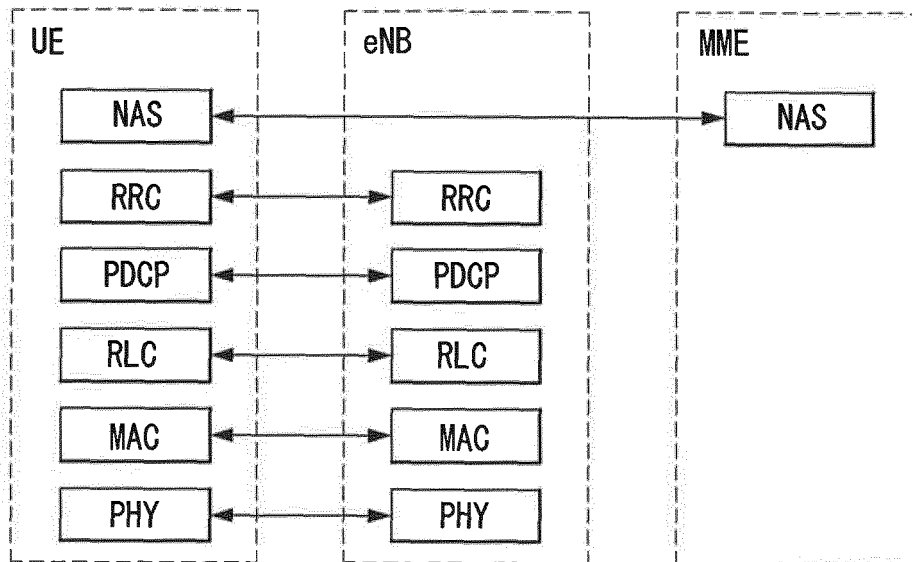 UE
eNB
MME
NAS
NAS
RRC
RRC
PDCP
PDCP
RLC
RLC
MAC
MAC
PHY
PHY